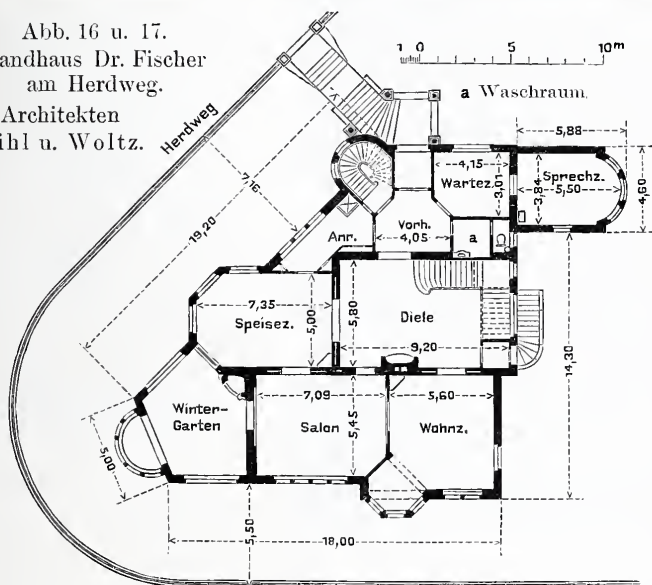 Abb. 16 u. 17.
andhaus Dr. Fischer
am Herdweg.
Architekten
ihl u. Woltz.
1 0 5 10m
a Waschraum.
Herdweg
7,16
19,20
5,88
4,15
3,01
Wartez.
Sprechz.
5,50
3,84
4,60
Anr.
Vorh.
4,05
a
7,35
Speisez.
5,00
5,80
Diele
9,20
14,30
Winter-
Garten
5,00
7,09
Salon
5,45
5,60
Wohnz.
5,50
18,00